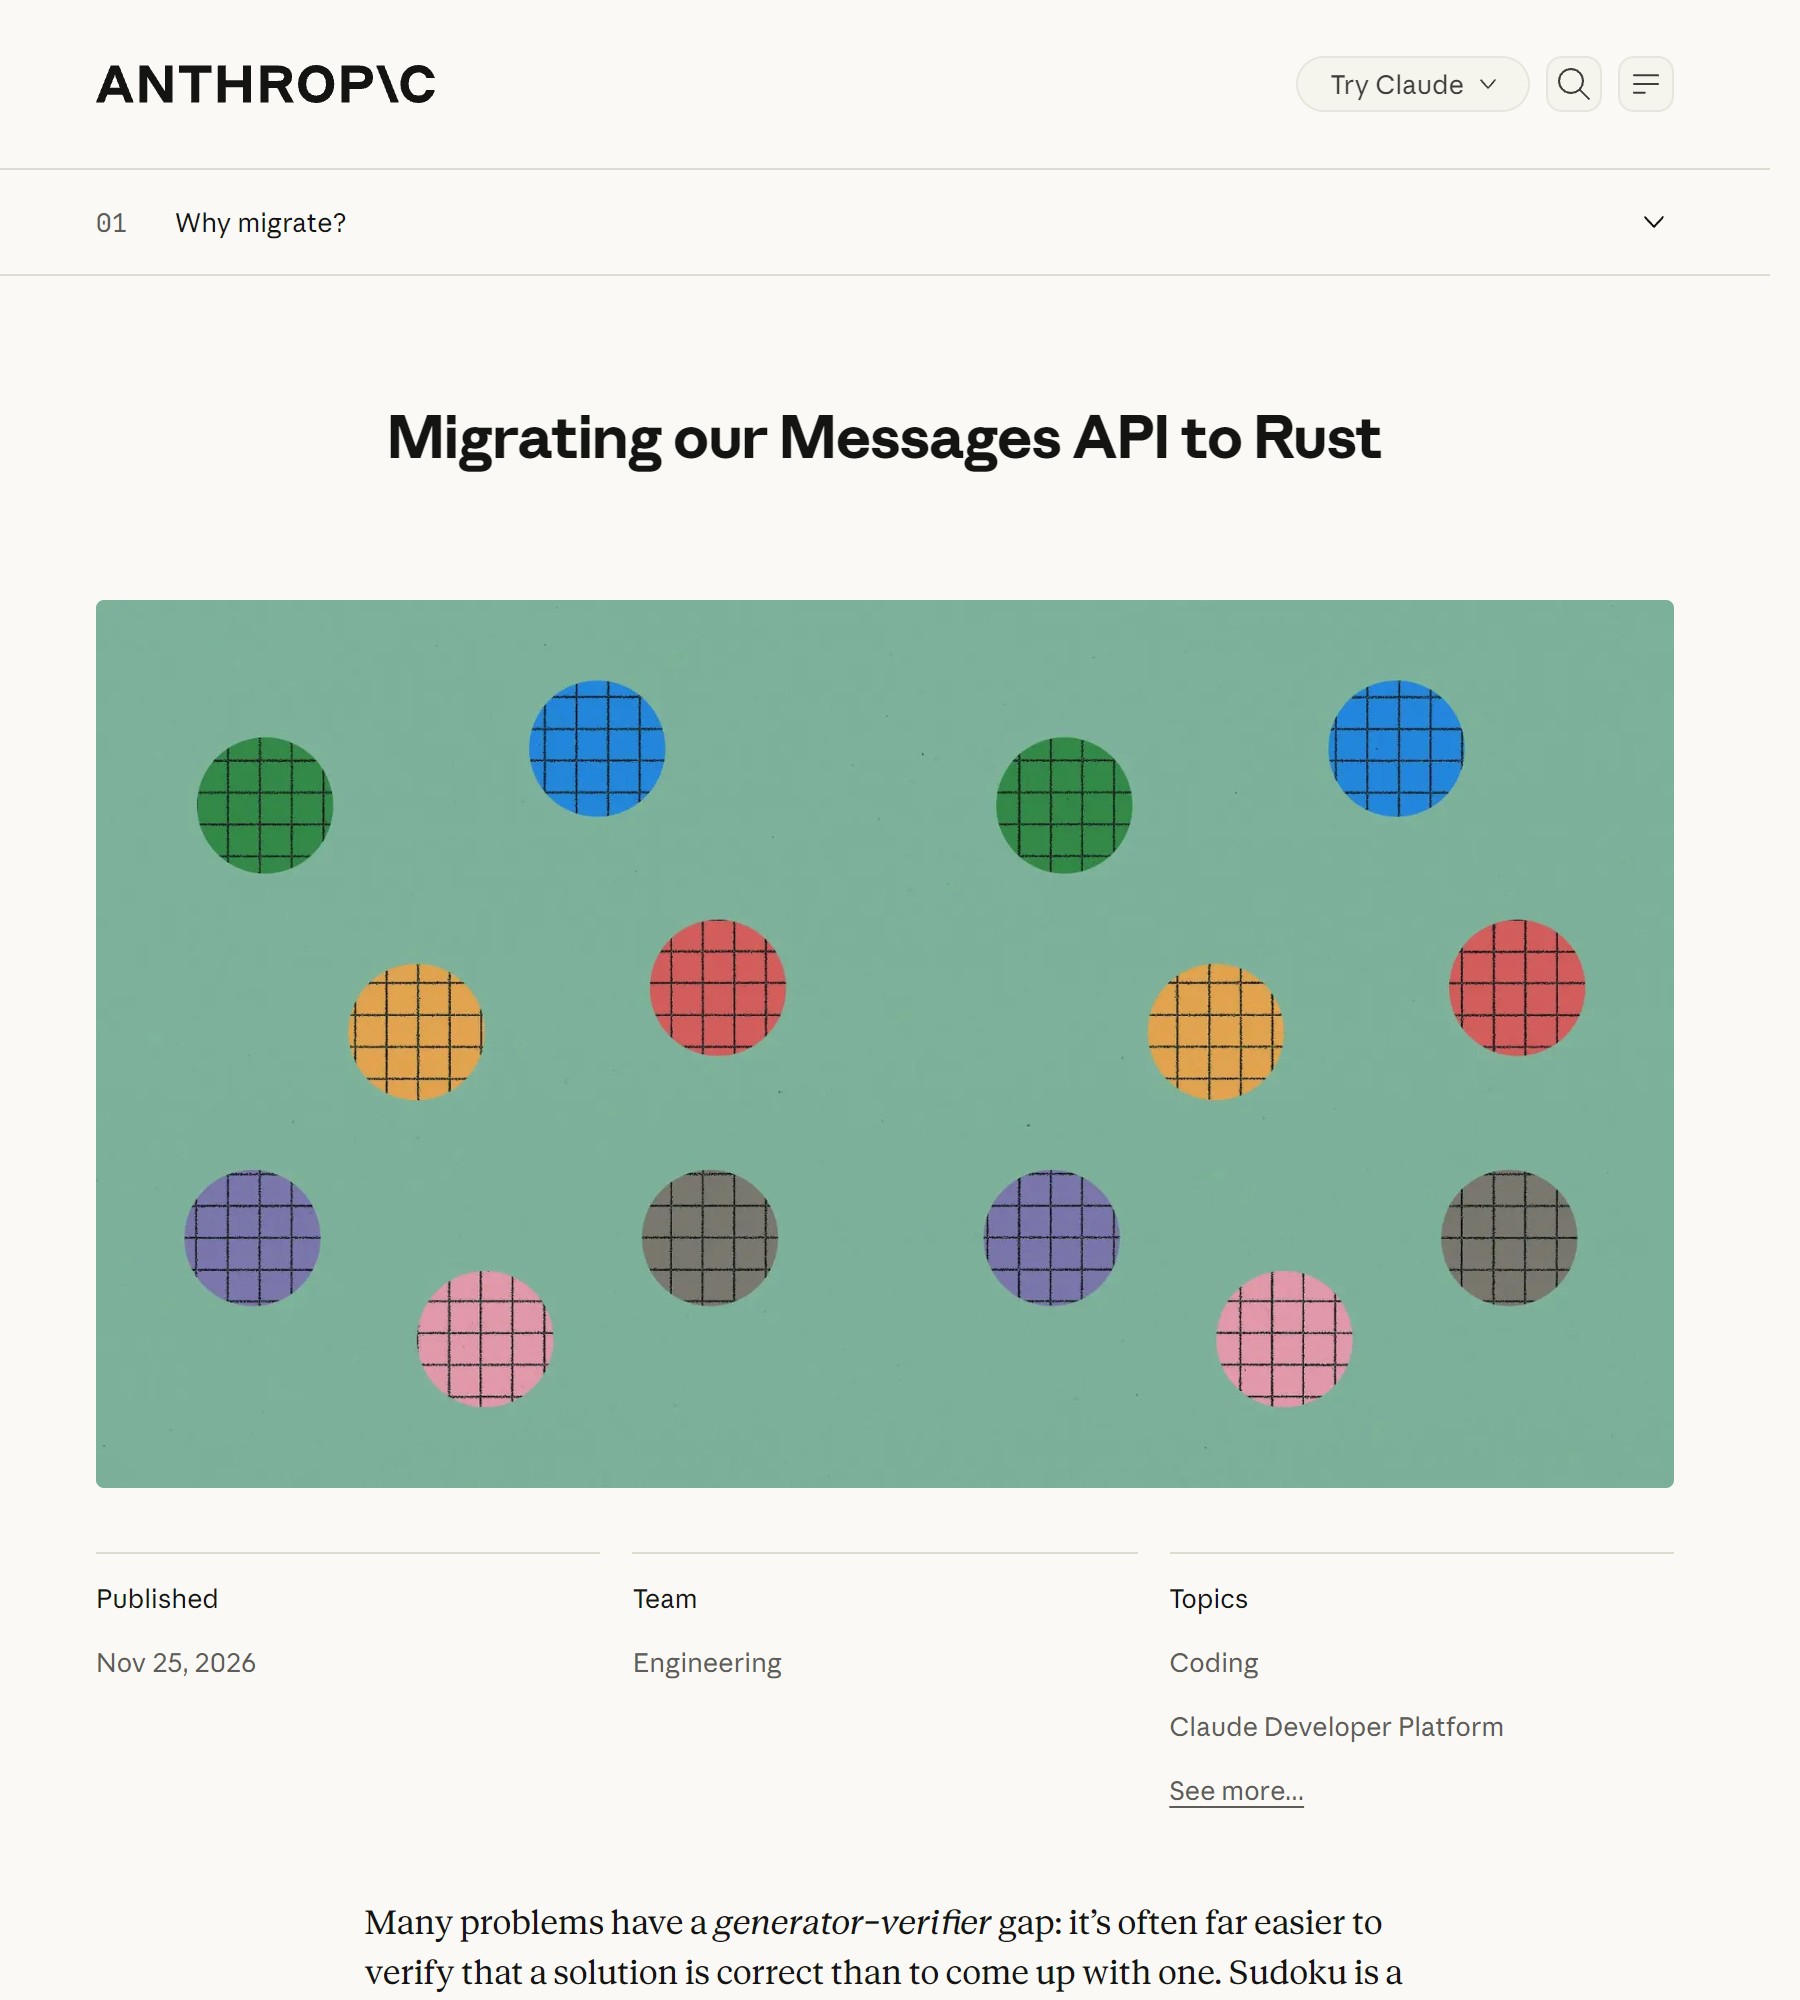 ANTHROP\C
Try Claude
01 Why migrate?
Migrating our Messages API to Rust
Published
Nov 25, 2026
Team
Engineering
Topics
Coding
Claude Developer Platform
See more...
Many problems have a generator-verifier gap: it’s often far easier to
verify that a solution is correct than to come up with one. Sudoku is a